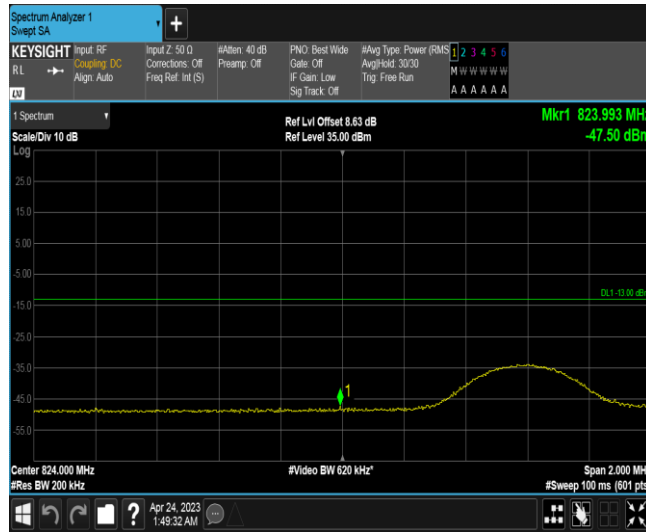 Spectrum Analyzer 1
Swept SA
+
KEYSIGHT Input: RF Input Z: 50 Ω #Atten: 40 dB PNO: Best Wide #Avg Type: Power (RMS 1 2 3 4 5 6
RL Coupling: DC Corrections: Off Preamp: Off Gate: Off Avg|Hold: 30/30 M W W W W W
Align: Auto Freq Ref: Int (S) IF Gain: Low Trig: Free Run
Sig Track: Off A A A A A A
LXI
1 Spectrum
Ref Lvl Offset 8.63 dB Mkr1 823.993 MHz
Scale/Div 10 dB Ref Level 35.00 dBm -47.50 dBm
Log
25.0
15.0
5.00
-5.00
DL1 -13.00 dBm
-15.0
-25.0
-35.0
-45.0
1
-55.0
Center 824.000 MHz #Video BW 620 kHz* Span 2.000 MHz
#Res BW 200 kHz #Sweep 100 ms (601 pts)
? Apr 24, 2023
1:49:32 AM